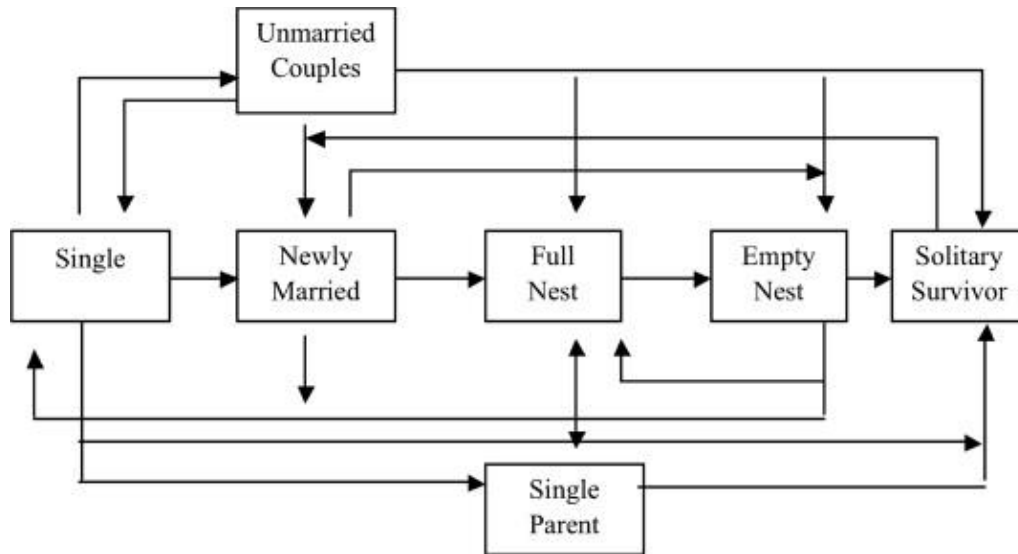 Unmarried
Couples
Single
Newly
Married
Full
Nest
Empty
Nest
Solitary
Survivor
Single
Parent